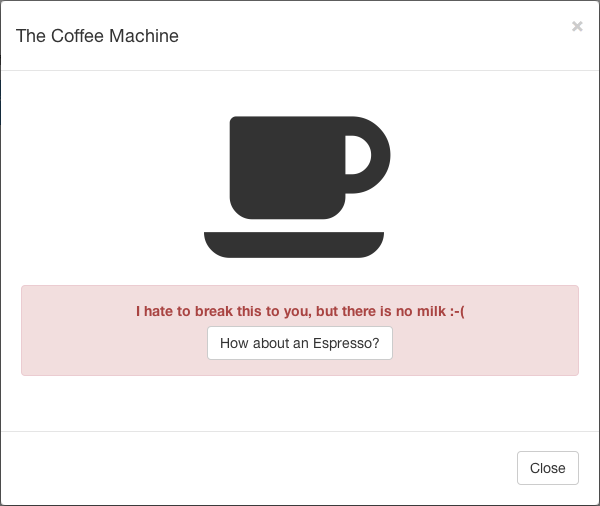 The Coffee Machine
×
I hate to break this to you, but there is no milk :-(
How about an Espresso?
Close